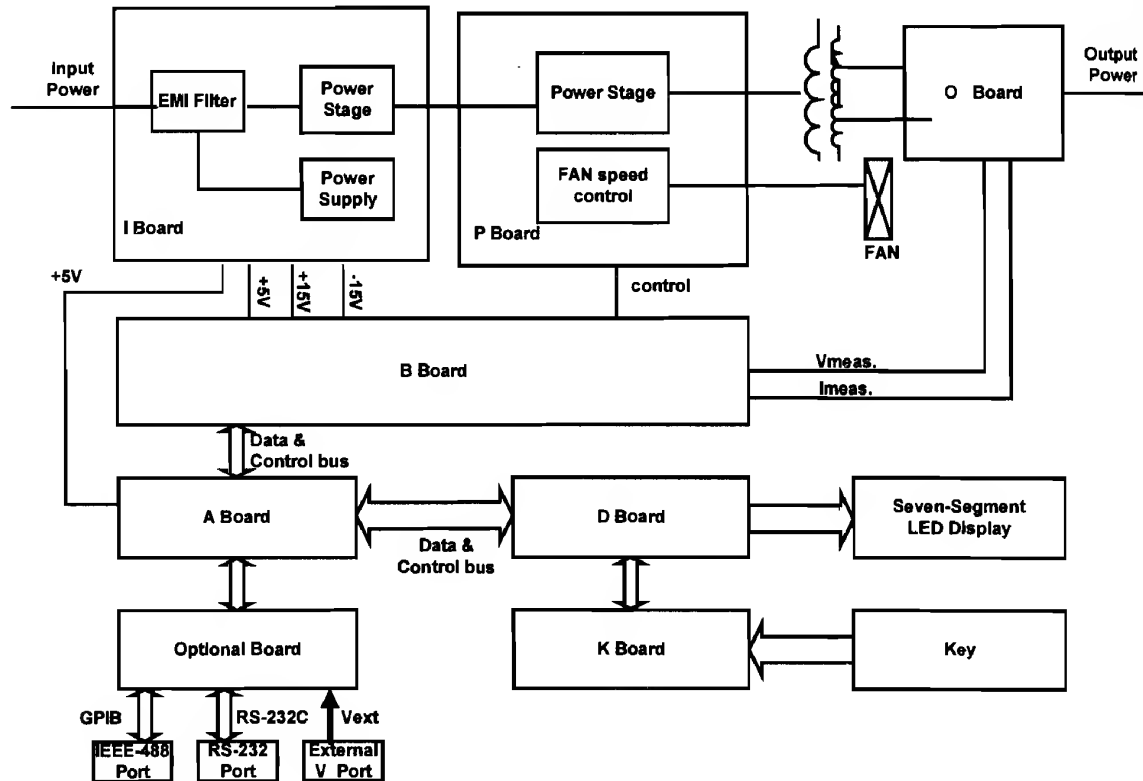 Input
Power
EMI Filter
Power
Stage
Power
Supply
I Board
Power Stage
FAN speed
control
P Board
O Board
Output
Power
FAN
+5V
+5V
+15V
-15V
control
B Board
Vmeas.
Imeas.
Data &
Control bus
A Board
Data &
Control bus
D Board
Seven-Segment
LED Display
Optional Board
K Board
Key
GPIB
RS-232C
Vext
IEEE-488
Port
RS-232
Port
External
V Port